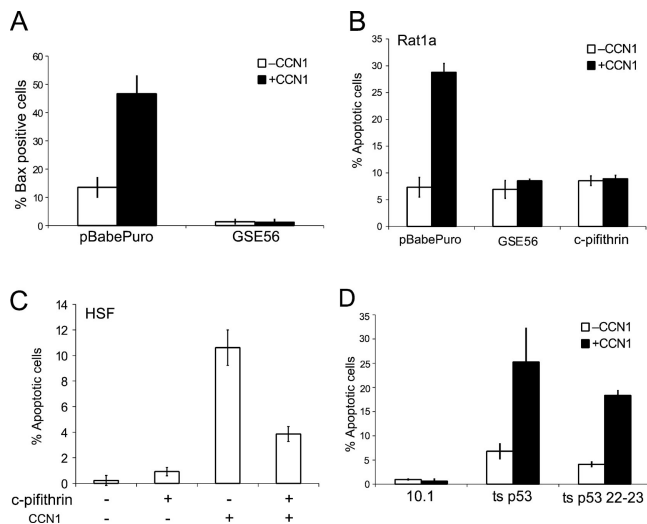 A
% Bax positive cells
60
50
40
30
20
10
0
–CCN1
+CCN1
pBabePuro GSE56
B
Rat1a
% Apoptotic cells
35
30
25
20
15
10
5
0
–CCN1
+CCN1
pBabePuro GSE56 c-pifithrin
C
HSF
% Apoptotic cells
14
12
10
8
6
4
2
0
c-pifithrin - + - +
CCN1 - - + +
D
% Apoptotic cells
35
30
25
20
15
10
5
0
–CCN1
+CCN1
10.1 ts p53 ts p53 22-23